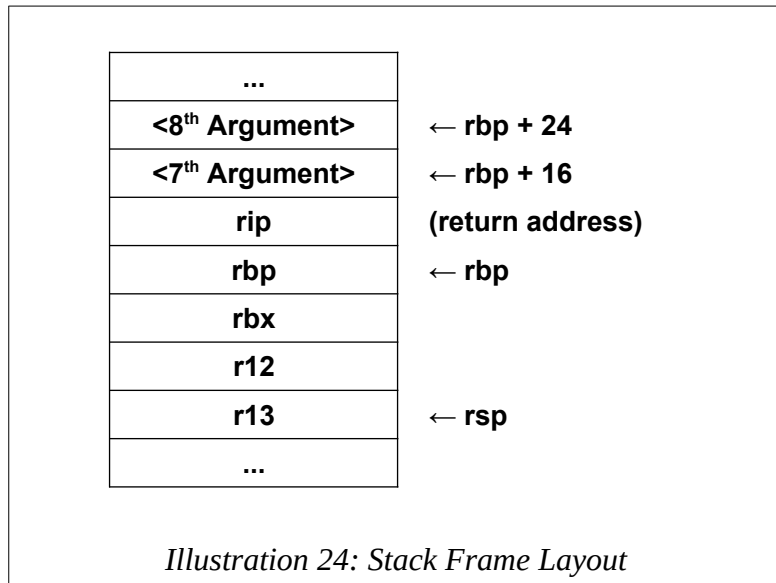 ...
<8th Argument> ← rbp + 24
<7th Argument> ← rbp + 16
rip (return address)
rbp ← rbp
rbx
r12
r13 ← rsp
...
Illustration 24: Stack Frame Layout